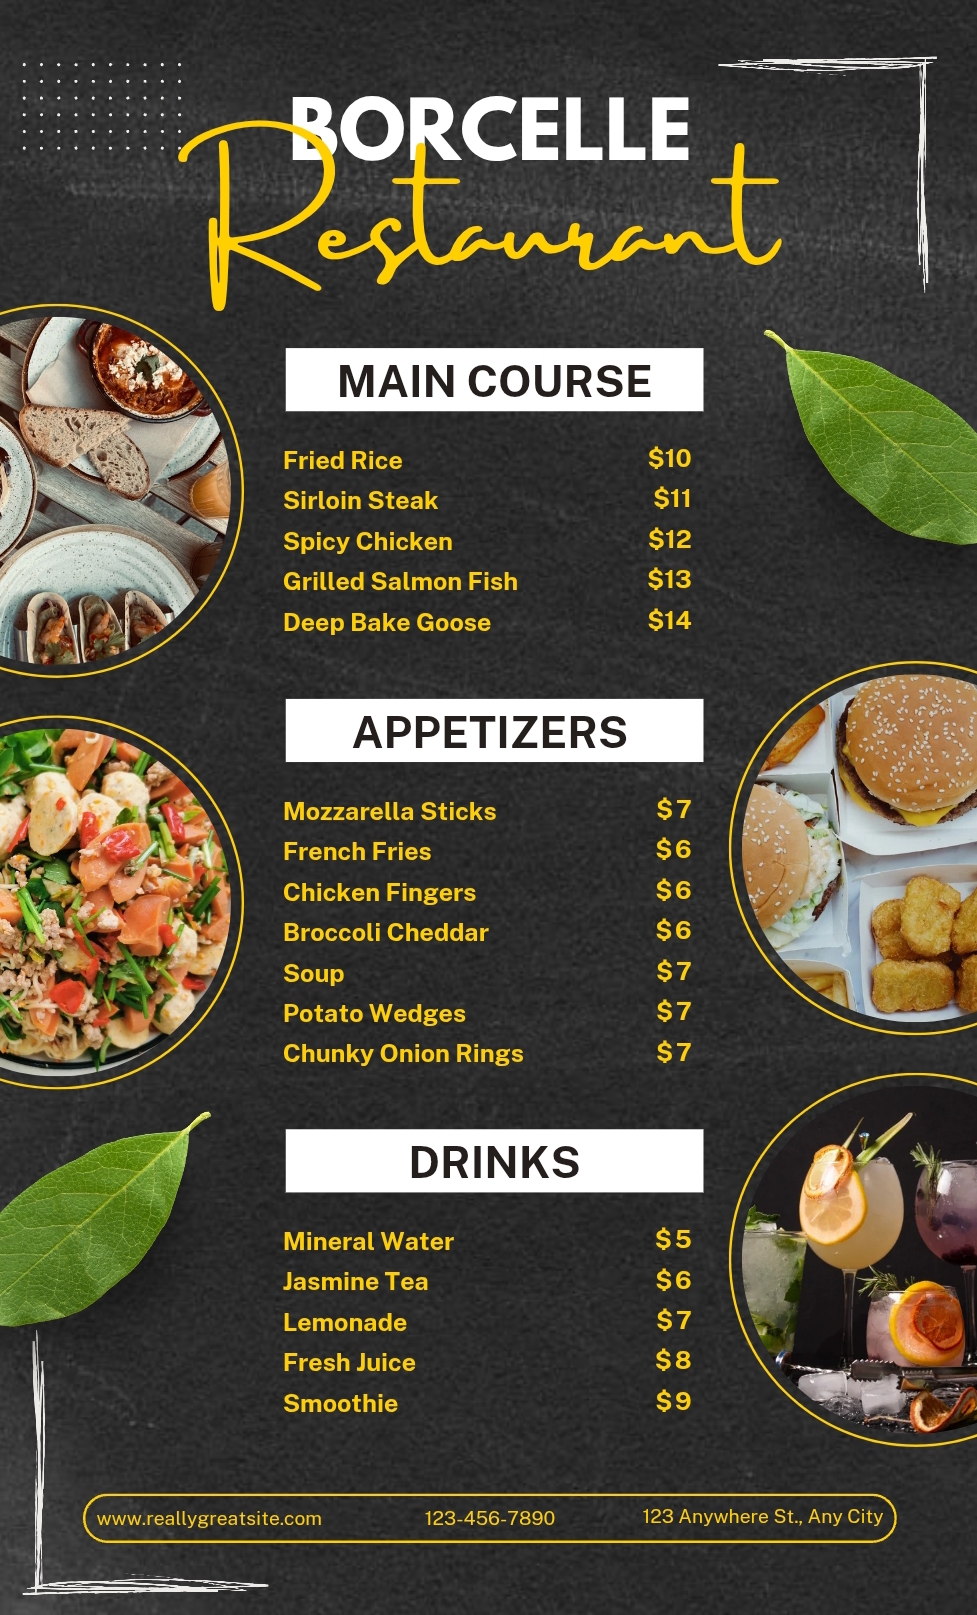 BORCELLE
Restaurant
MAIN COURSE
Fried Rice $10
Sirloin Steak $11
Spicy Chicken $12
Grilled Salmon Fish $13
Deep Bake Goose $14
APPETIZERS
Mozzarella Sticks $7
French Fries $6
Chicken Fingers $6
Broccoli Cheddar $6
Soup $7
Potato Wedges $7
Chunky Onion Rings $7
DRINKS
Mineral Water $5
Jasmine Tea $6
Lemonade $7
Fresh Juice $8
Smoothie $9
www.reallygreatsite.com 123-456-7890 123 Anywhere St., Any City